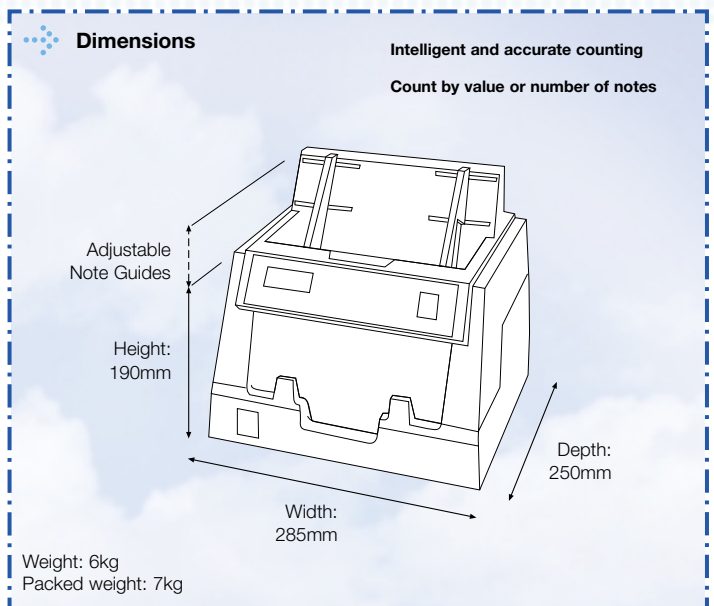 Dimensions
Intelligent and accurate counting
Count by value or number of notes
Adjustable
Note Guides
Height:
190mm
Depth:
250mm
Width:
285mm
Weight: 6kg
Packed weight: 7kg